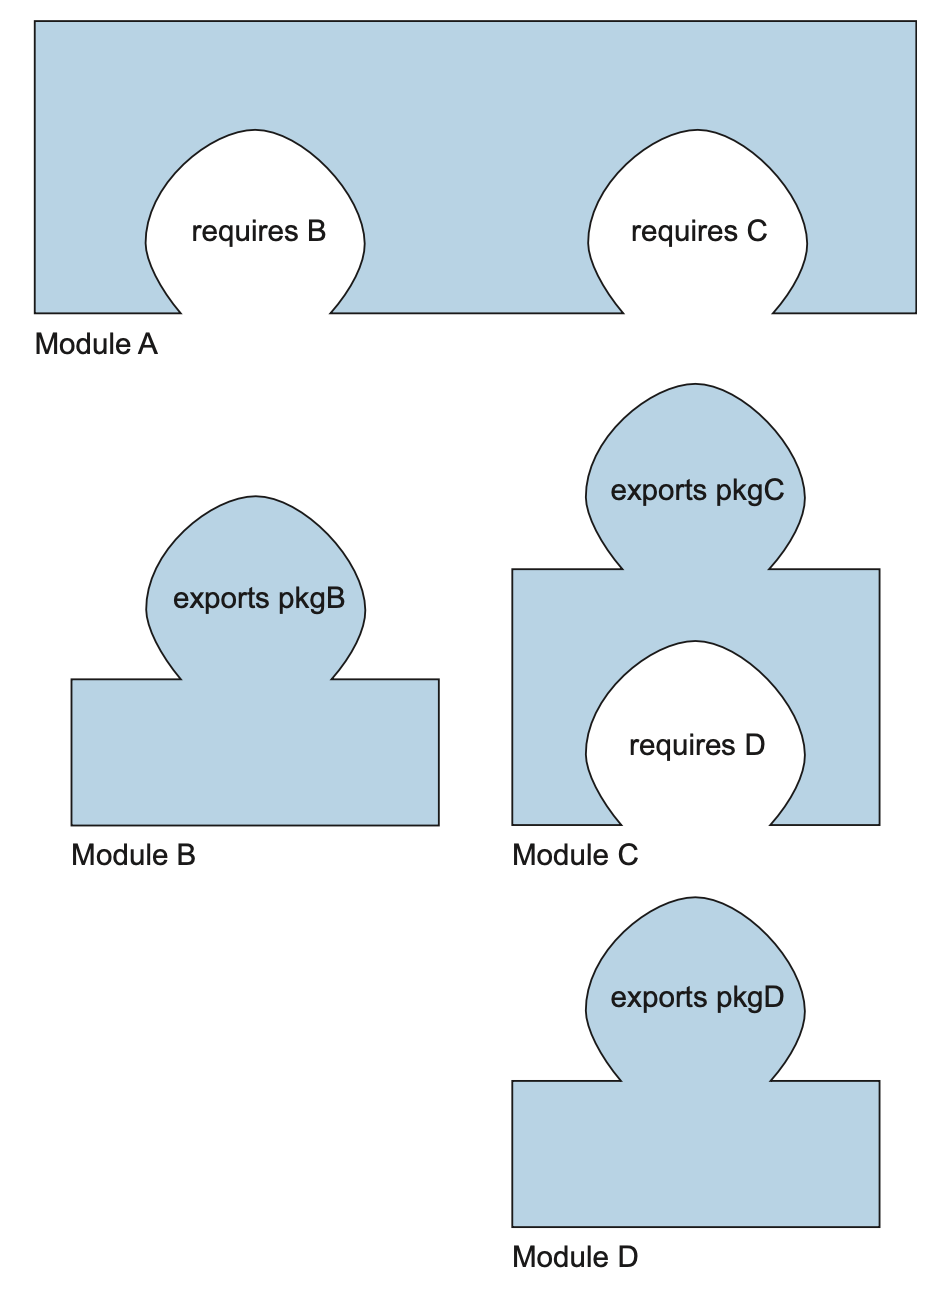 requires B
requires C
Module A
exports pkgC
exports pkgB
requires D
Module B
Module C
exports pkgD
Module D